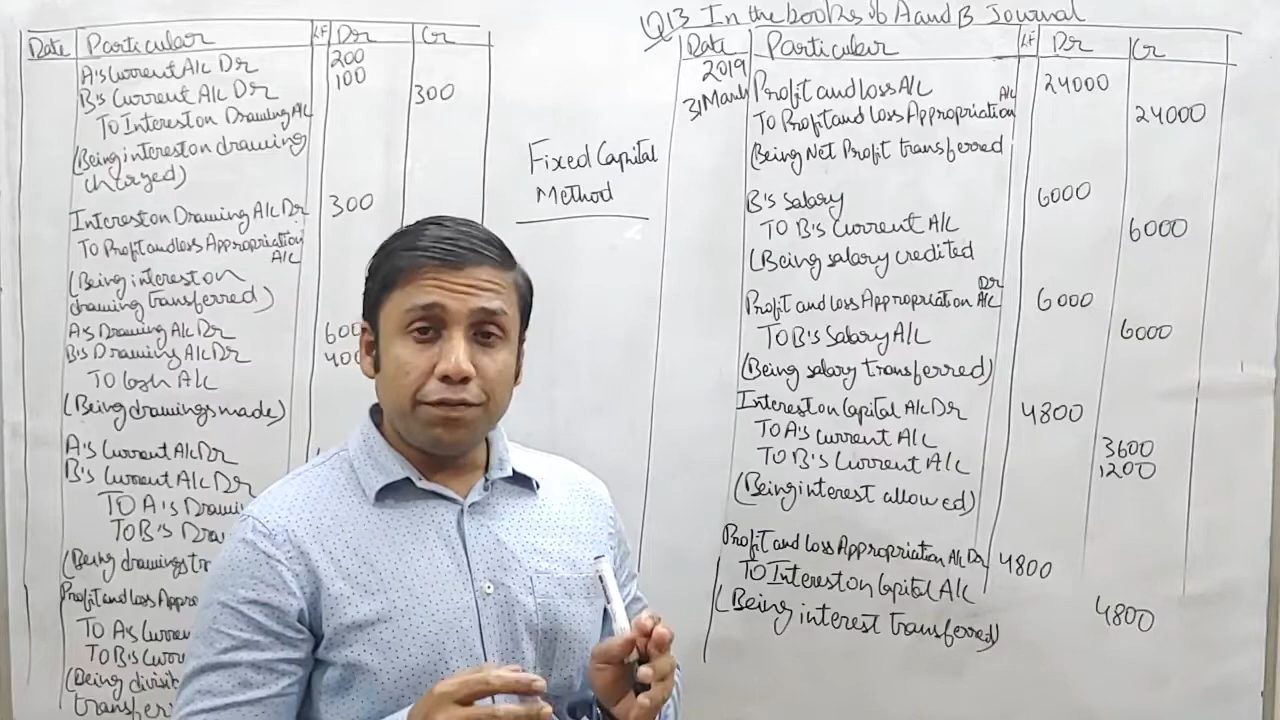 Date Particular LF Dr Cr
A's Current A/c Dr 200
B's Current A/c Dr 100
To Interest on Drawing A/c 300
(Being interest on drawing
charged)
Interest on Drawing A/c Dr 300
To Profit and loss Appropriation
A/c
(Being interest on
drawing transferred)
A's Drawing A/c Dr
B's Drawing A/c Dr
To Cash A/c
(Being drawings made)
A's Current A/c Dr
B's Current A/c Dr
To A's
To B's
(Being drawings
Profit and loss
To A's
To B's
(Being
Fixed Capital
Method
Q13 In the books of A and B Journal
Date Particular LF Dr Cr
2019
31 March Profit and loss A/c 24000
A/c
To Profit and loss Appropriation 24000
(Being Net Profit transferred
B's Salary 6000
To B's Current A/c 6000
(Being salary credited
Dr
Profit and loss Appropriation A/c 6000
To B's Salary A/c 6000
(Being salary transferred)
Interest on Capital A/c Dr 4800
To A's Current A/c 3600
To B's Current A/c 1200
(Being interest allowed)
Profit and loss Appropriation A/c Dr 4800
To Interest on Capital A/c 4800
(Being interest transferred)